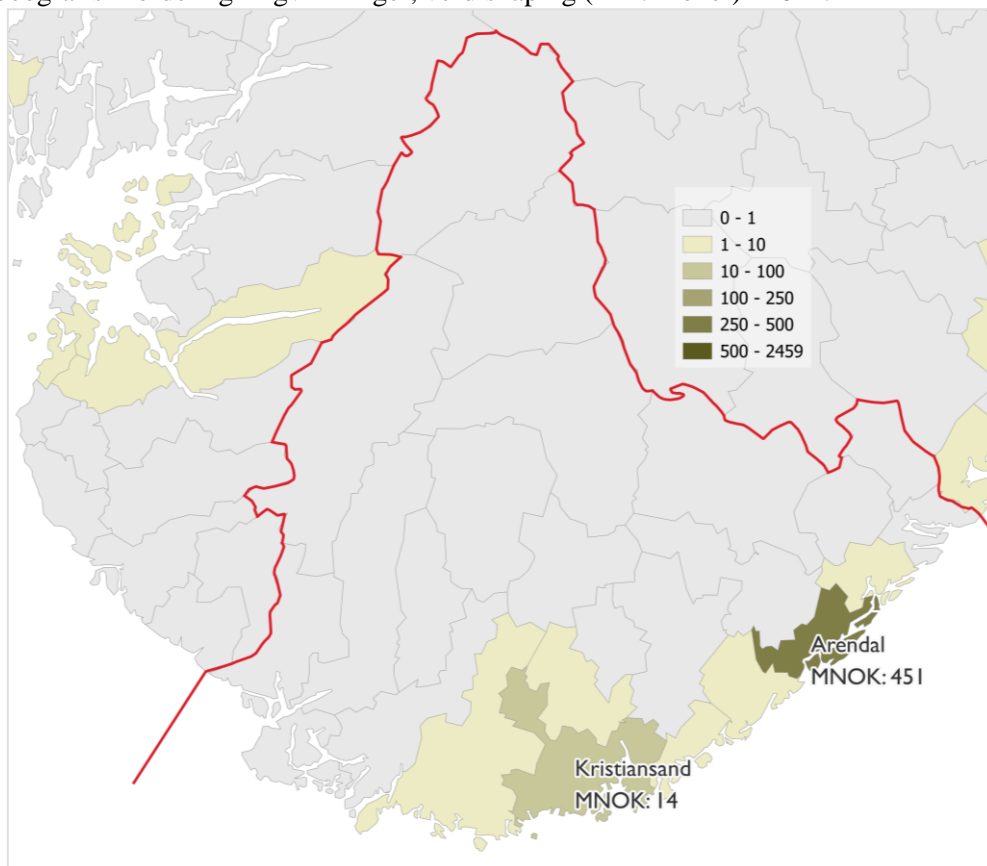 0 - 1
1 - 10
10 - 100
100 - 250
250 - 500
500 - 2459
Arendal
MNOK: 451
Kristiansand
MNOK: 14